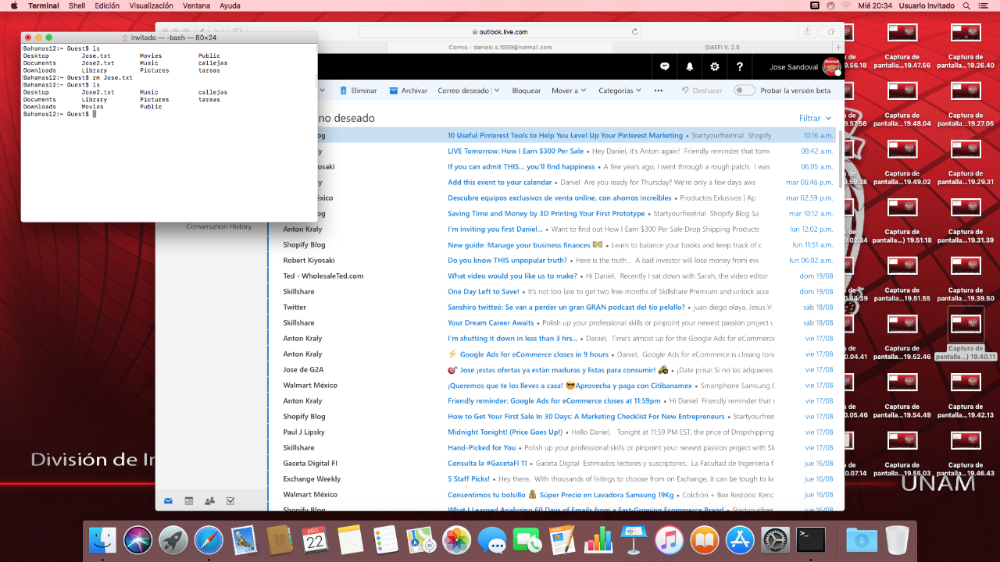 Terminal Shell Edición Visualización Ventana Ayuda
Mié 20:34 Usuario invitado
Invitado — -bash — 80×24
Bahamas12:~ Guest$ ls
Desktop Jose.txt Movies Public
Documents Jose2.txt Music callejas
Downloads Library Pictures tareas
Bahamas12:~ Guest$ rm Jose.txt
Bahamas12:~ Guest$ ls
Desktop Jose2.txt Music callejas
Documents Library Pictures tareas
Downloads Movies Public
Bahamas12:~ Guest$
outlook.live.com
Correo - danielc.s.1999@hotmail.com
SIAEFI V. 2.0
Jose Sandoval
Eliminar Archivar Correo deseado Bloquear Mover a Categorías ••• Deshacer Probar la versión beta
no deseado
Filtrar
og 10 Useful Pinterest Tools to Help You Level Up Your Pinterest Marketing • Startyourfreetrial Shopify 10:16 a.m.
ry LIVE Tomorrow: How I Earn $300 Per Sale • Hey Daniel, it's Anton again! Friendly reminder that tome 08:42 a.m.
yosaki If you can admit THIS... you'll find happiness • A few years ago, I went through a rough patch. I was 06:05 a.m.
ry Add this event to your calendar • Daniel Are you ready for Thursday? We're only a few days awa mar 06:46 p.m.
éxico Descubre equipos exclusivos de venta online, con ahorros increíbles • Productos Exlusivos | Ap mar 02:59 p.m.
og Saving Time and Money by 3D Printing Your First Prototype • Startyourfreetrial Shopify Blog Sa mar 10:12 a.m.
Conversation History
Anton Kraly I'm inviting you first Daniel... • Want to find out How I Earn $300 Per Sale Drop Shipping Products lun 12:02 p.m.
Shopify Blog New guide: Manage your business finances 💵 • Learn to balance your books and keep track of c lun 11:51 a.m.
Robert Kiyosaki Do you know THIS unpopular truth? • Here is the truth... A bad investor will lose money from eve lun 06:02 a.m.
Ted - WholesaleTed.com What video would you like us to make? • Hi Daniel, Recently I sat down with Sarah, the video editor dom 19/08
Skillshare One Day Left to Save! • It's not too late to get two free months of Skillshare Premium and unlock acce dom 19/08
Twitter Sanshiro twitteó: Se van a perder un gran GRAN podcast del tío pelallo? • juan diego olaya, Jesus V sáb 18/08
Skillshare Your Dream Career Awaits • Polish up your professional skills or pinpoint your newest passion project v sáb 18/08
Anton Kraly I'm shutting it down in less than 3 hrs... • Daniel, Time's almost up for the Google Ads for eCommerce vie 17/08
Anton Kraly ⚡ Google Ads for eCommerce closes in 9 hours • Daniel, Google Ads for eCommerce is closing down vie 17/08
Jose de G2A 🎯 Jose ¡estas ofertas ya están maduras y listas para consumir! 🚜 • ¡Date prisa! Si no las adquieres vie 17/08
Walmart México ¡Queremos que te los lleves a casa! 😎Aprovecha y paga con Citibanamex • Smartphone Samsung G vie 17/08
Anton Kraly Friendly reminder: Google Ads for eCommerce closes at 11:59pm • Hi Daniel Friendly reminder that vie 17/08
Shopify Blog How to Get Your First Sale In 30 Days: A Marketing Checklist For New Entrepreneurs • Startyourfree vie 17/08
Paul J Lipsky Midnight Tonight! (Price Goes Up!) • Hello Daniel, Tonight at 11:59 PM EST, the price of Dropshipping vie 17/08
Skillshare Hand-Picked for You • Polish up your professional skills or pinpoint your newest passion project with Sk vie 17/08
Gaceta Digital FI Consulta la #GacetaFI 11 • Gaceta Digital Estimados lectores y suscriptores, La Facultad de Ingeniería f jue 16/08
Exchange Weekly 5 Staff Picks! • Hey there, With thousands of listings to choose from on Exchange, it can be tough to ke jue 16/08
Walmart México Consentimos tu bolsillo 💰 Súper Precio en Lavadora Samsung 19Kg • Colchón + Box Restonic Kenc jue 16/08
Shopify Blog What I Learned Analyzing 60 Days of Emails from a Fast-Growing Ecommerce Brand • Startyourfree jue 16/08
.56.18 Captura de pantalla...19.47.56 Captura de pantalla...19.26.40
de .57.56 Captura de pantalla...19.48.04 Captura de pantalla...19.27.05
.59.38 Captura de pantalla...19.49.02 Captura de pantalla...19.29.31
Captura de pantalla...) 19.51.18 Captura de pantalla...19.31.39
de .04.39 Captura de pantalla...19.51.55 Captura de pantalla...19.39.50
.04.41 Captura de pantalla...19.52.46 Captura de pantalla...) 19.40.11
de .05.46 Captura de pantalla...19.54.49 Captura de pantalla...19.42.13
de .0.07.14 Captura de pantalla...19.55.03 Captura de pantalla...19.46.43
División de In
UNAM
AGO
22